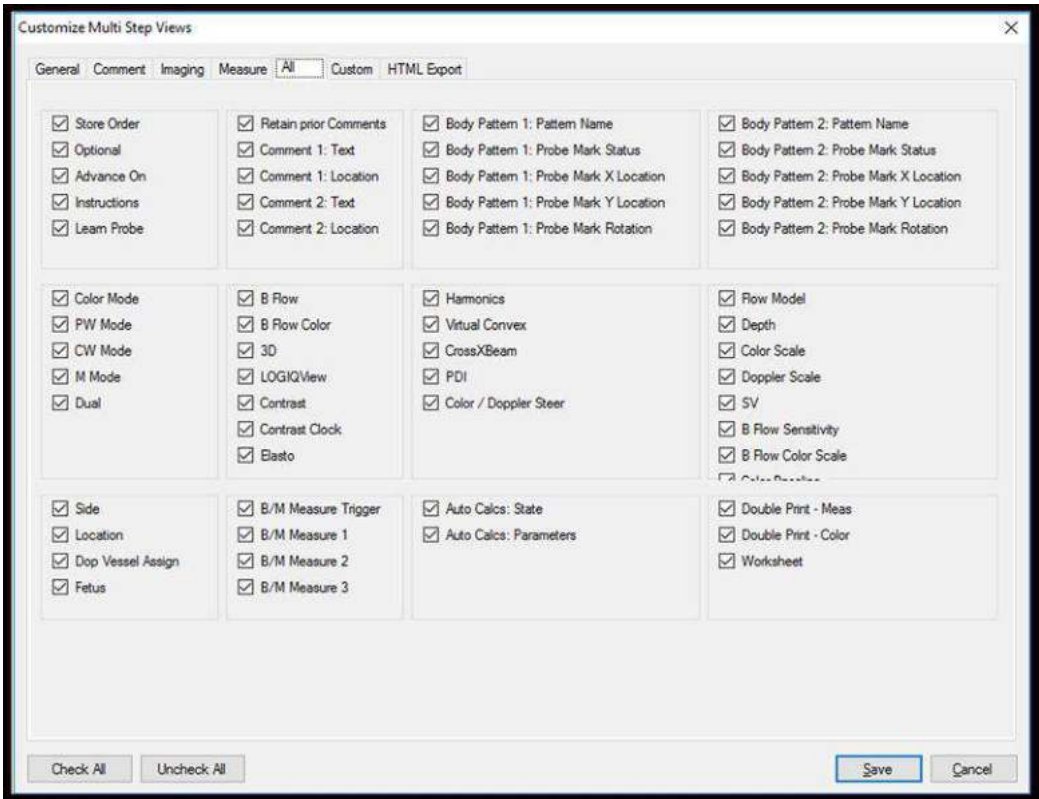 Customize Multi Step Views
General Comment Imaging Measure All Custom HTML Export
Store Order
Optional
Advance On
Instructions
Learn Probe
Retain prior Comments
Comment 1: Text
Comment 1: Location
Comment 2: Text
Comment 2: Location
Body Pattern 1: Pattern Name
Body Pattern 1: Probe Mark Status
Body Pattern 1: Probe Mark X Location
Body Pattern 1: Probe Mark Y Location
Body Pattern 1: Probe Mark Rotation
Body Pattern 2: Pattern Name
Body Pattern 2: Probe Mark Status
Body Pattern 2: Probe Mark X Location
Body Pattern 2: Probe Mark Y Location
Body Pattern 2: Probe Mark Rotation
Color Mode
PW Mode
CW Mode
M Mode
Dual
B Flow
B Flow Color
3D
LOGIQView
Contrast
Contrast Clock
Elasto
Harmonics
Virtual Convex
CrossXBeam
PDI
Color / Doppler Steer
Flow Model
Depth
Color Scale
Doppler Scale
SV
B Flow Sensitivity
B Flow Color Scale
Side
Location
Dop Vessel Assign
Fetus
B/M Measure Trigger
B/M Measure 1
B/M Measure 2
B/M Measure 3
Auto Calcs: State
Auto Calcs: Parameters
Double Print - Meas
Double Print - Color
Worksheet
Check All
Uncheck All
Save
Cancel